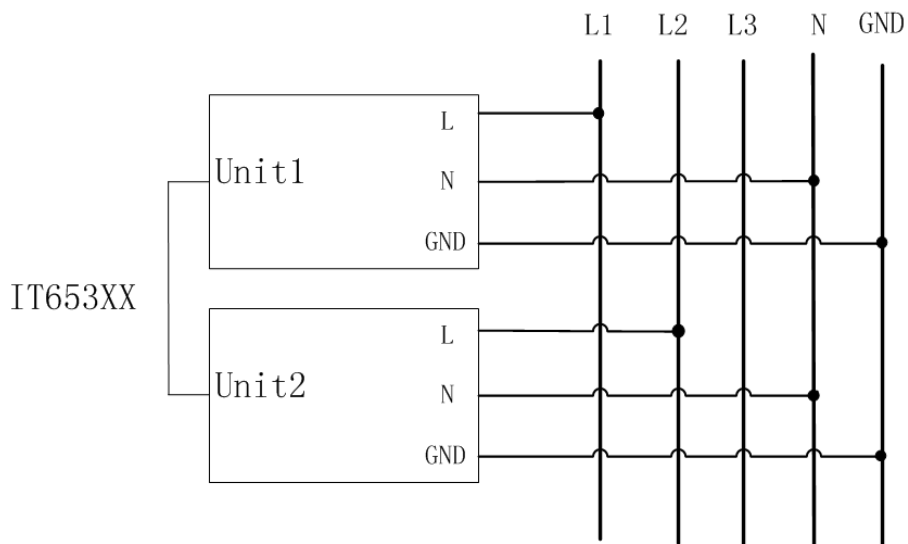 L1 L2 L3 N GND
L
Unit1
N
GND
IT653XX
L
Unit2
N
GND